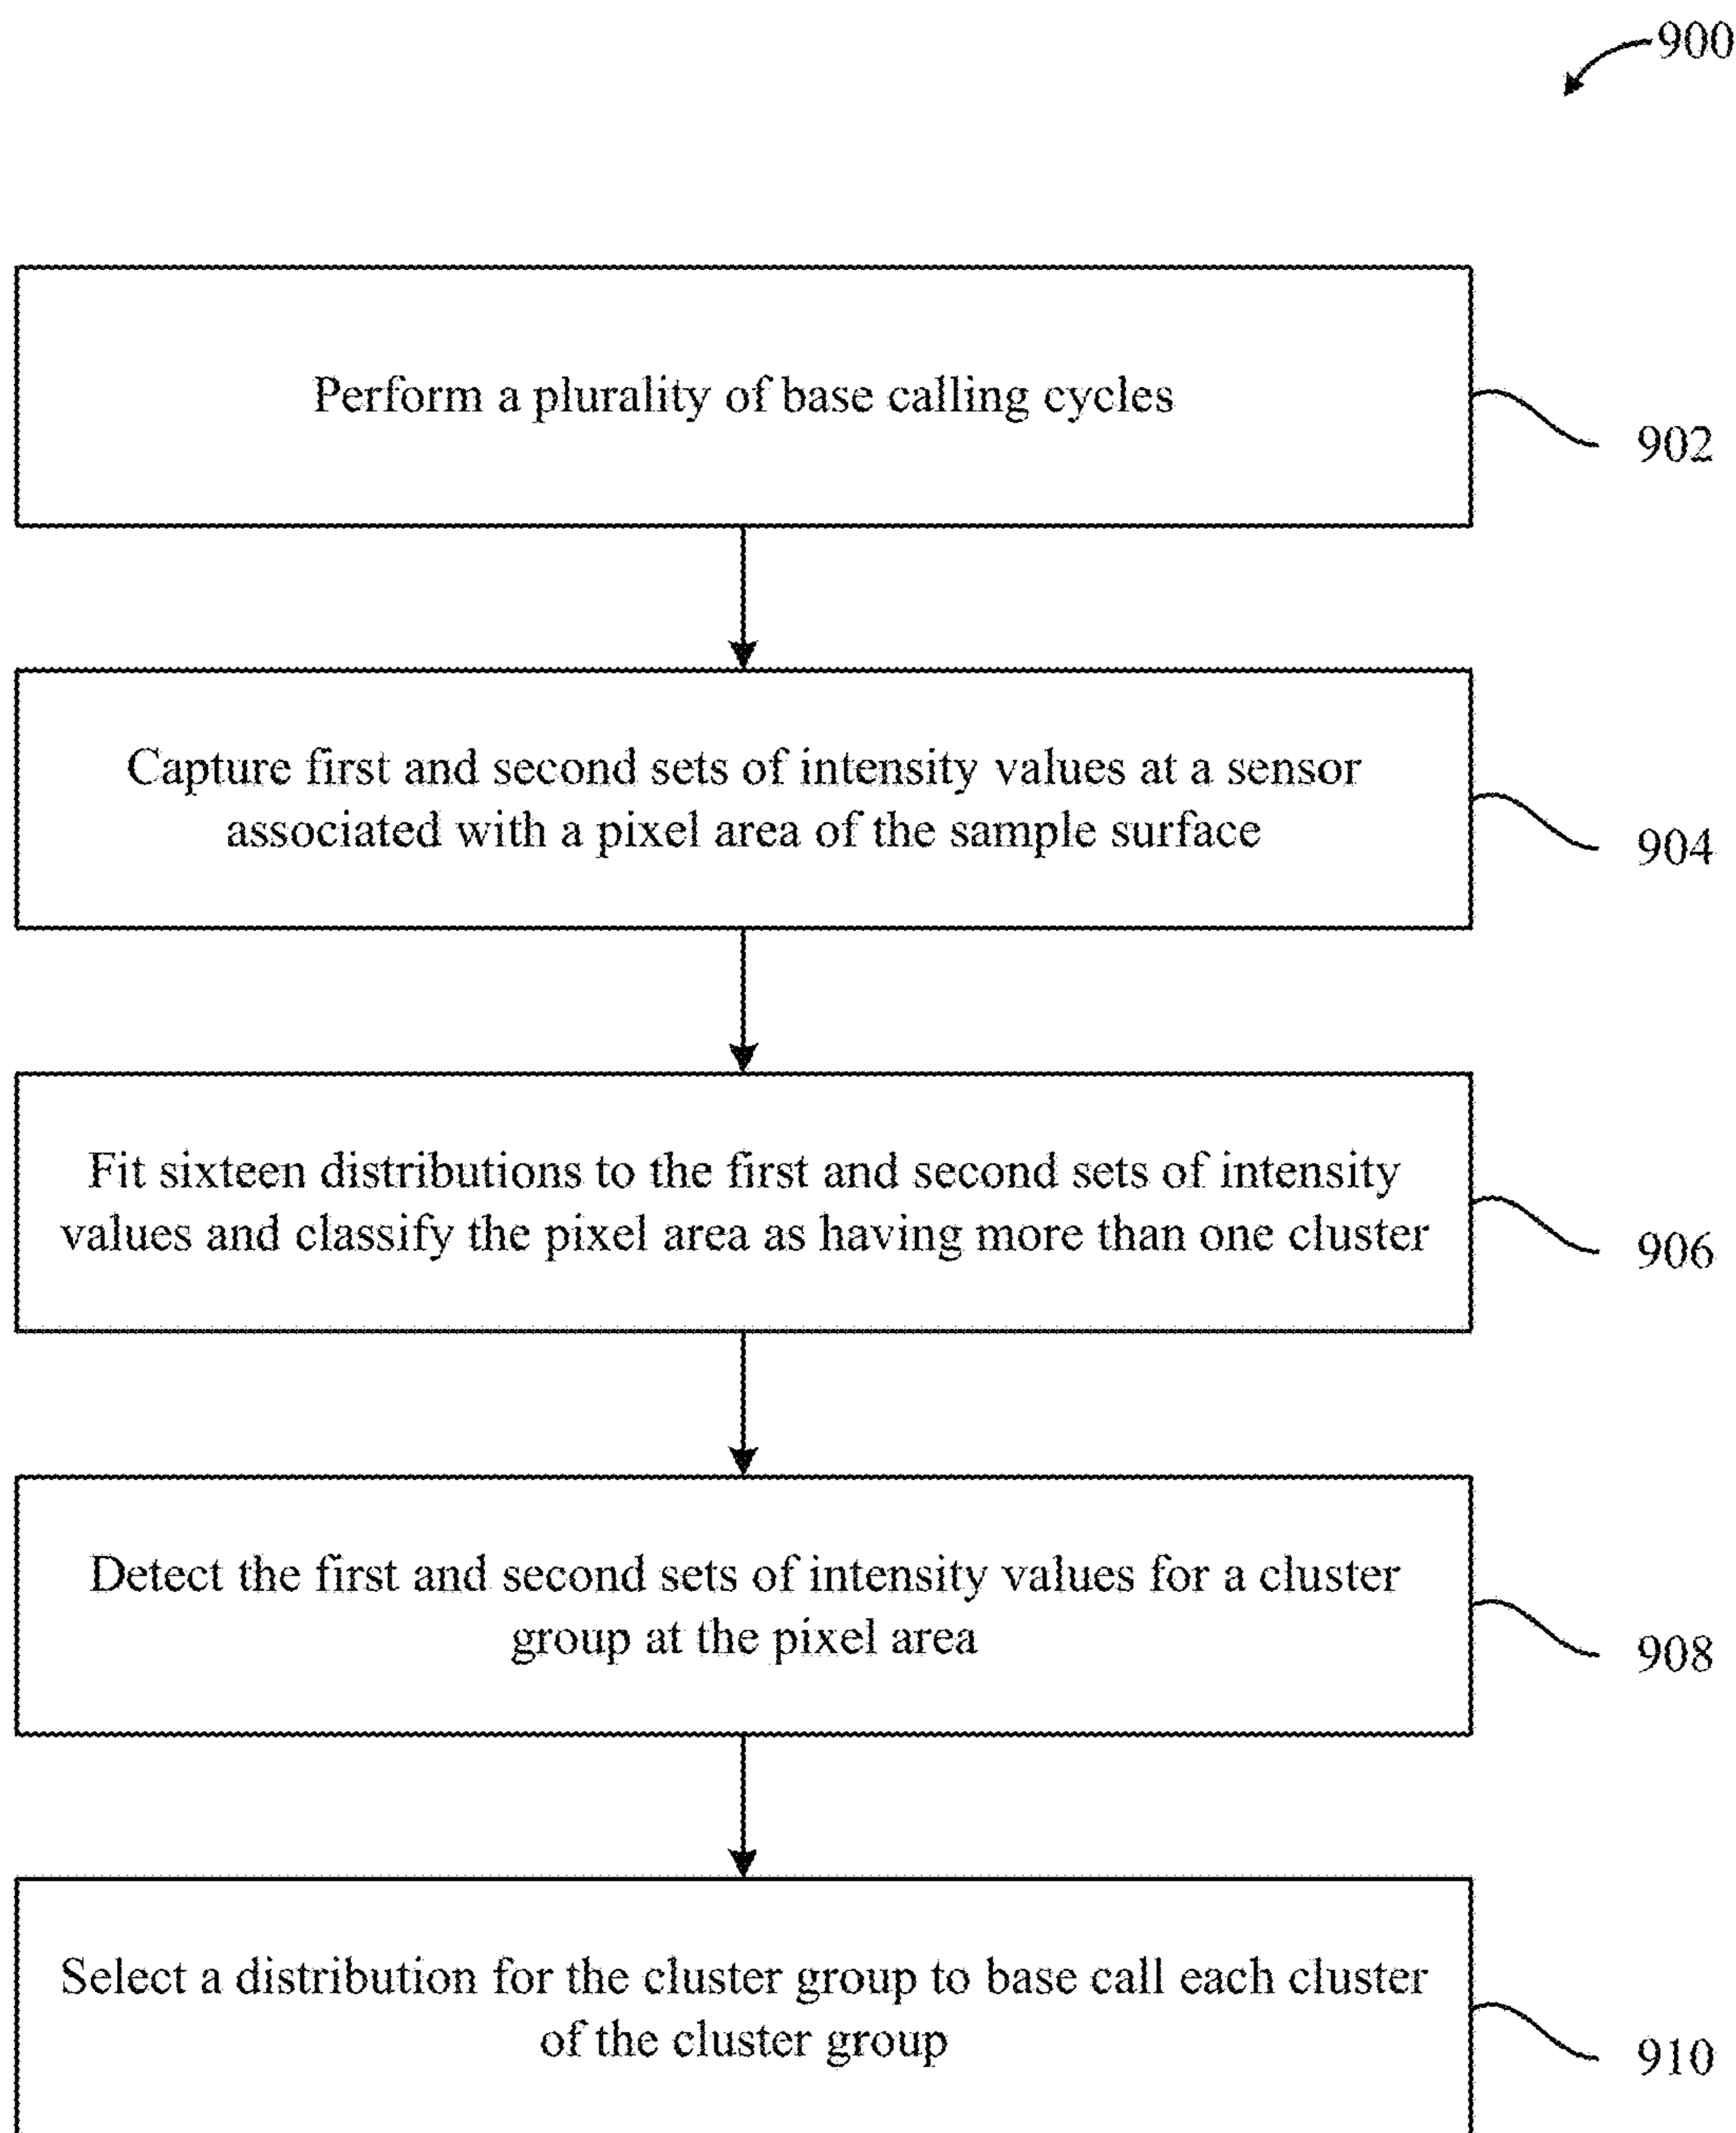 900
Perform a plurality of base calling cycles
902
Capture first and second sets of intensity values at a sensor
associated with a pixel area of the sample surface
904
Fit sixteen distributions to the first and second sets of intensity
values and classify the pixel area as having more than one cluster
906
Detect the first and second sets of intensity values for a cluster
group at the pixel area
908
Select a distribution for the cluster group to base call each cluster
of the cluster group
910